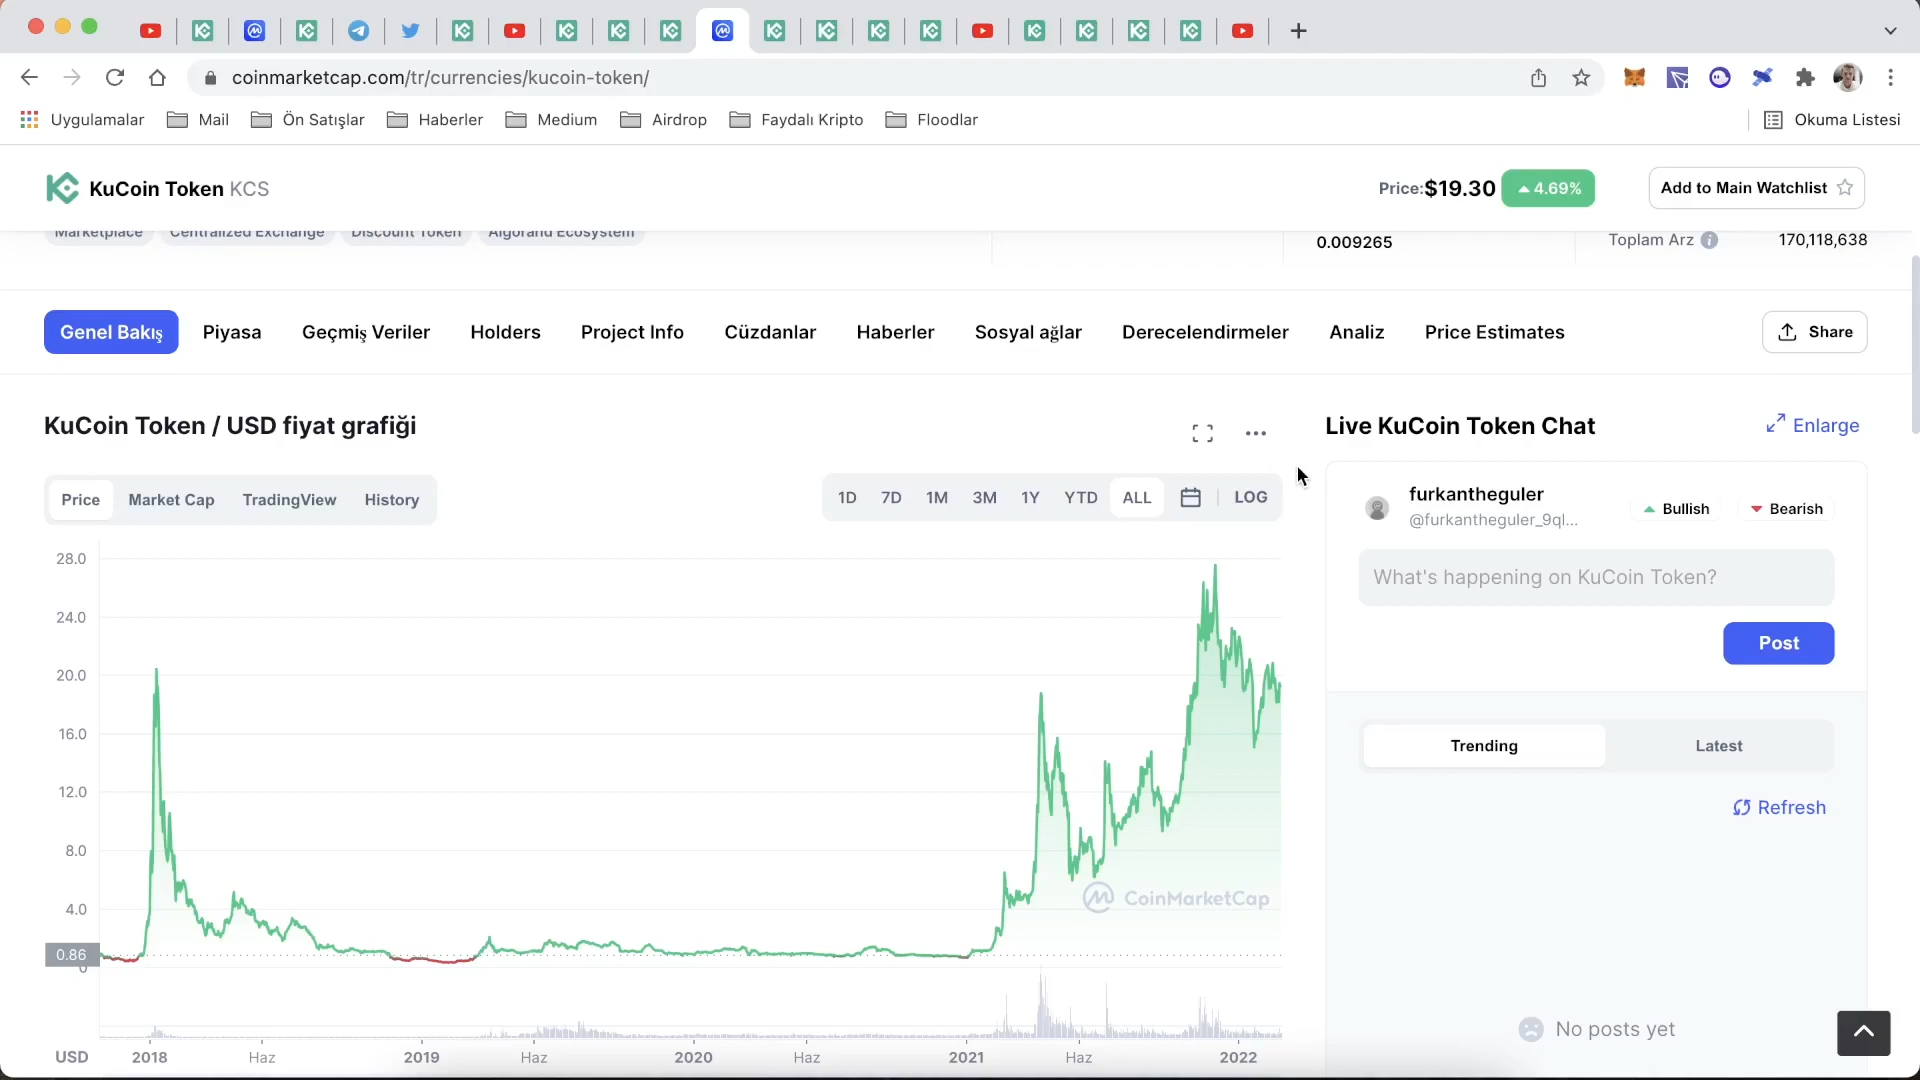 coinmarketcap.com/tr/currencies/kucoin-token/
Uygulamalar Mail Ön Satışlar Haberler Medium Airdrop Faydalı Kripto Floodlar Okuma Listesi
KuCoin Token KCS Price:$19.30 4.69% Add to Main Watchlist
Marketplace Centralized Exchange Discount Token Algorand Ecosystem 0.009265 Toplam Arz 170,118,638
Genel Bakış Piyasa Geçmiş Veriler Holders Project Info Cüzdanlar Haberler Sosyal ağlar Derecelendirmeler Analiz Price Estimates Share
KuCoin Token / USD fiyat grafiği
Live KuCoin Token Chat Enlarge
Price Market Cap TradingView History 1D 7D 1M 3M 1Y YTD ALL LOG
furkantheguler
@furkantheguler_9ql...
Bullish Bearish
What's happening on KuCoin Token?
Post
Trending Latest
Refresh
No posts yet
28.0
24.0
20.0
16.0
12.0
8.0
4.0
0.86
0
CoinMarketCap
USD 2018 Haz 2019 Haz 2020 Haz 2021 Haz 2022